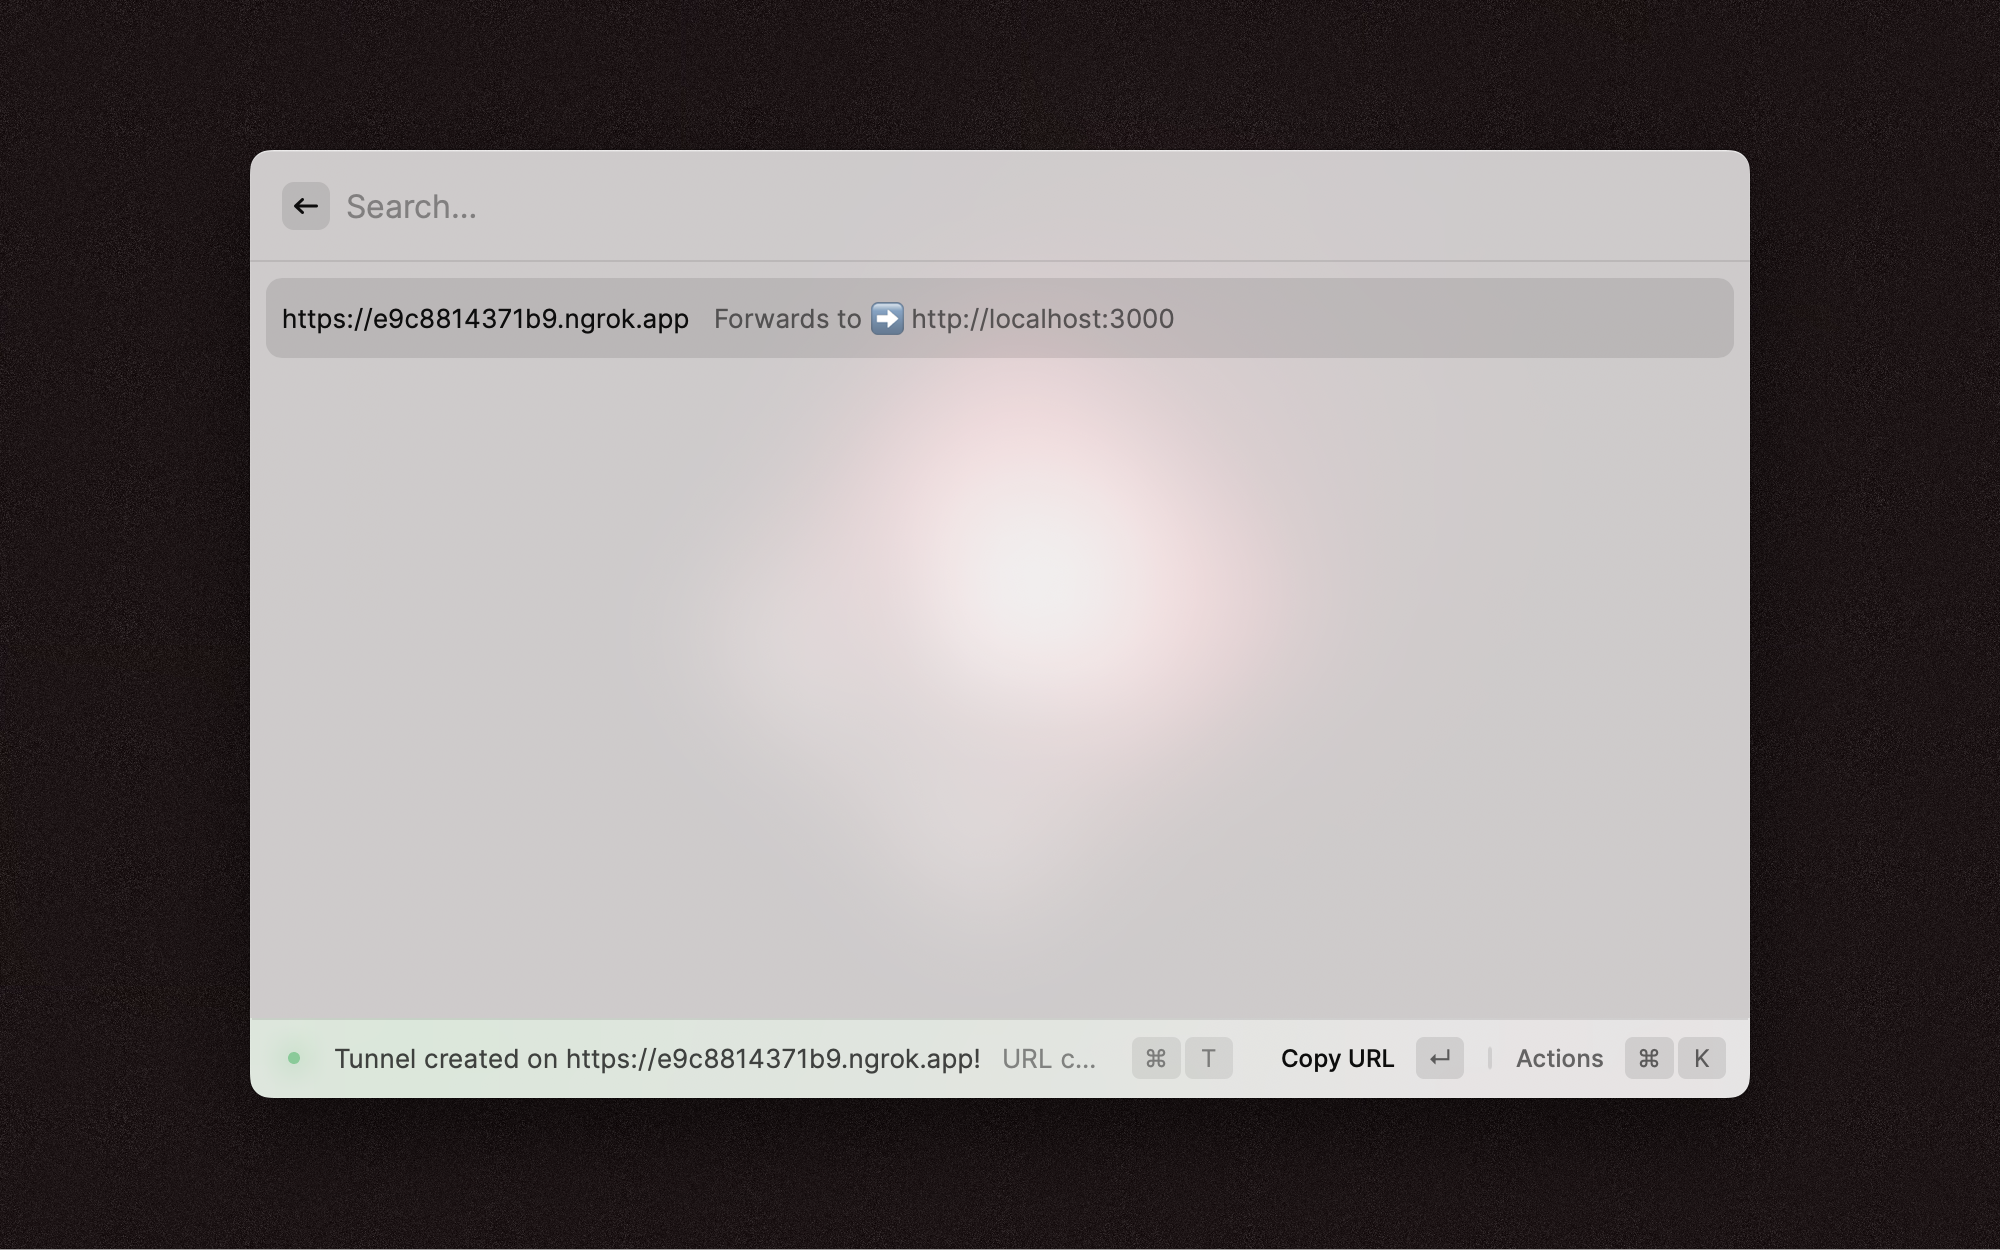 Search...
https://e9c8814371b9.ngrok.app Forwards to ➡️ http://localhost:3000
Tunnel created on https://e9c8814371b9.ngrok.app! URL c... ⌘ T Copy URL ↵ Actions ⌘ K